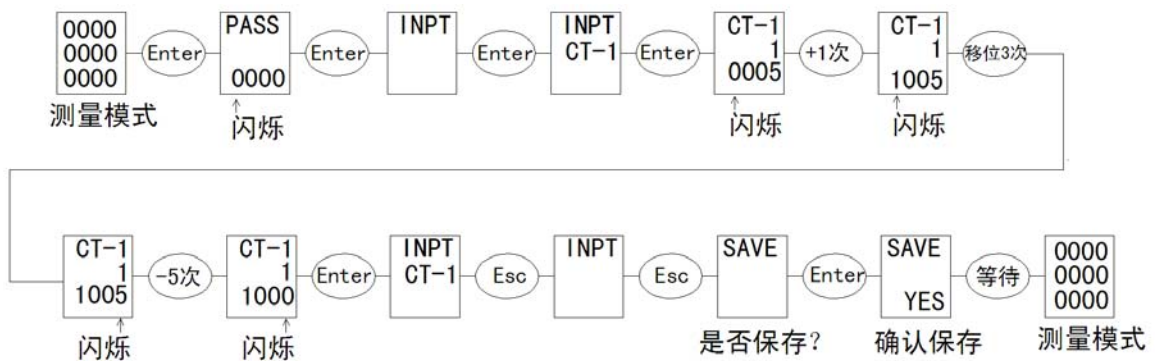 0000
0000
0000
测量模式
Enter
PASS
0000
闪烁
Enter
INPT
Enter
INPT
CT-1
Enter
CT-1
1
0005
闪烁
+1次
CT-1
1
1005
闪烁
移位3次
CT-1
1
1005
闪烁
-5次
CT-1
1
1000
闪烁
Enter
INPT
CT-1
Esc
INPT
Esc
SAVE
是否保存？
Enter
SAVE
YES
确认保存
等待
0000
0000
0000
测量模式